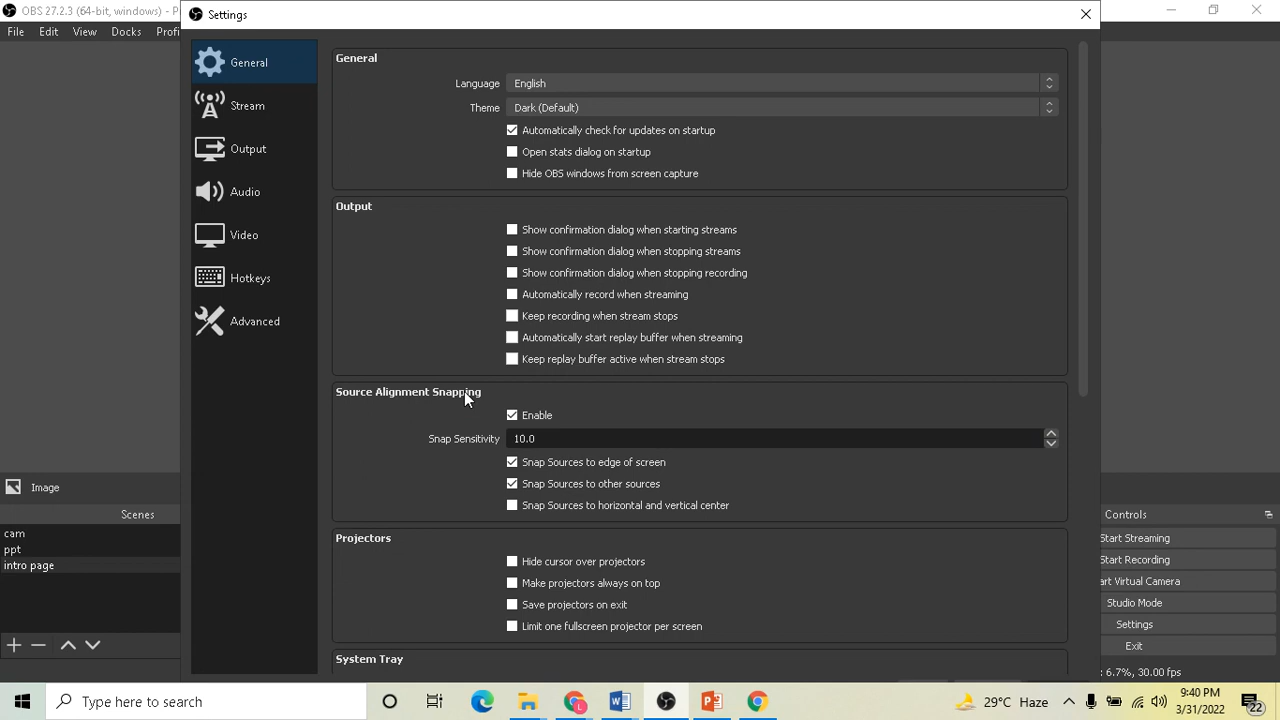 OBS 27.2.3 (64-bit, windows) - P
Settings
File Edit View Docks Profi
General
Stream
Output
Audio
Video
Hotkeys
Advanced
General
Language English
Theme Dark (Default)
Automatically check for updates on startup
Open stats dialog on startup
Hide OBS windows from screen capture
Output
Show confirmation dialog when starting streams
Show confirmation dialog when stopping streams
Show confirmation dialog when stopping recording
Automatically record when streaming
Keep recording when stream stops
Automatically start replay buffer when streaming
Keep replay buffer active when stream stops
Source Alignment Snapping
Enable
Snap Sensitivity 10.0
Snap Sources to edge of screen
Snap Sources to other sources
Snap Sources to horizontal and vertical center
Projectors
Hide cursor over projectors
Make projectors always on top
Save projectors on exit
Limit one fullscreen projector per screen
System Tray
Image
Scenes
cam
ppt
intro page
Controls
Start Streaming
Start Recording
art Virtual Camera
Studio Mode
Settings
Exit
: 6.7%, 30.00 fps
Type here to search
29°C Haze
9:40 PM
3/31/2022
22